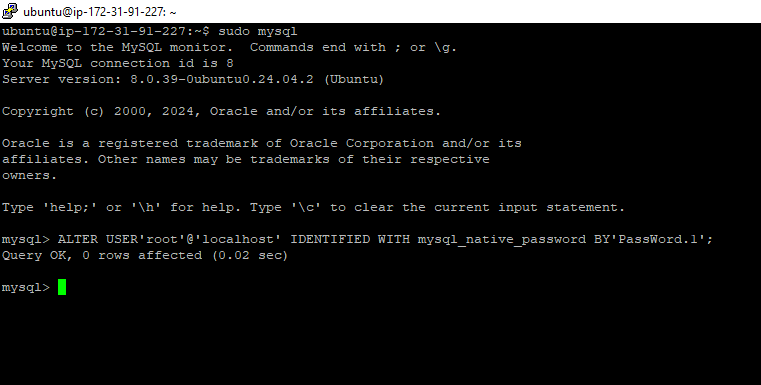 ubuntu@ip-172-31-91-227: ~
ubuntu@ip-172-31-91-227:~$ sudo mysql
Welcome to the MySQL monitor.  Commands end with ; or \g.
Your MySQL connection id is 8
Server version: 8.0.39-0ubuntu0.24.04.2 (Ubuntu)
Copyright (c) 2000, 2024, Oracle and/or its affiliates.
Oracle is a registered trademark of Oracle Corporation and/or its
affiliates. Other names may be trademarks of their respective
owners.
Type 'help;' or '\h' for help. Type '\c' to clear the current input statement.
mysql> ALTER USER'root'@'localhost' IDENTIFIED WITH mysql_native_password BY'PassWord.1';
Query OK, 0 rows affected (0.02 sec)
mysql>